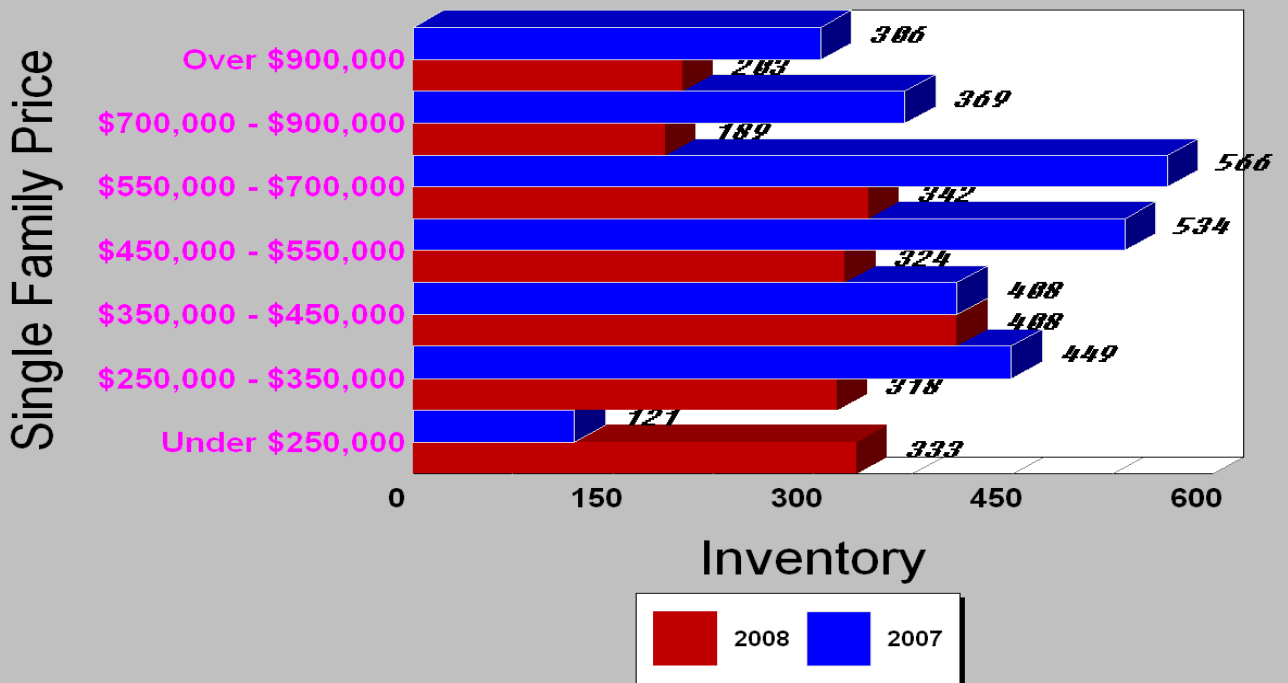 Single Family Price
306
Over $900,000
203
369
$700,000 - $900,000
189
566
$550,000 - $700,000
342
534
$450,000 - $550,000
324
408
$350,000 - $450,000
408
449
$250,000 - $350,000
318
121
Under $250,000
333
0 150 300 450 600
Inventory
2008 2007